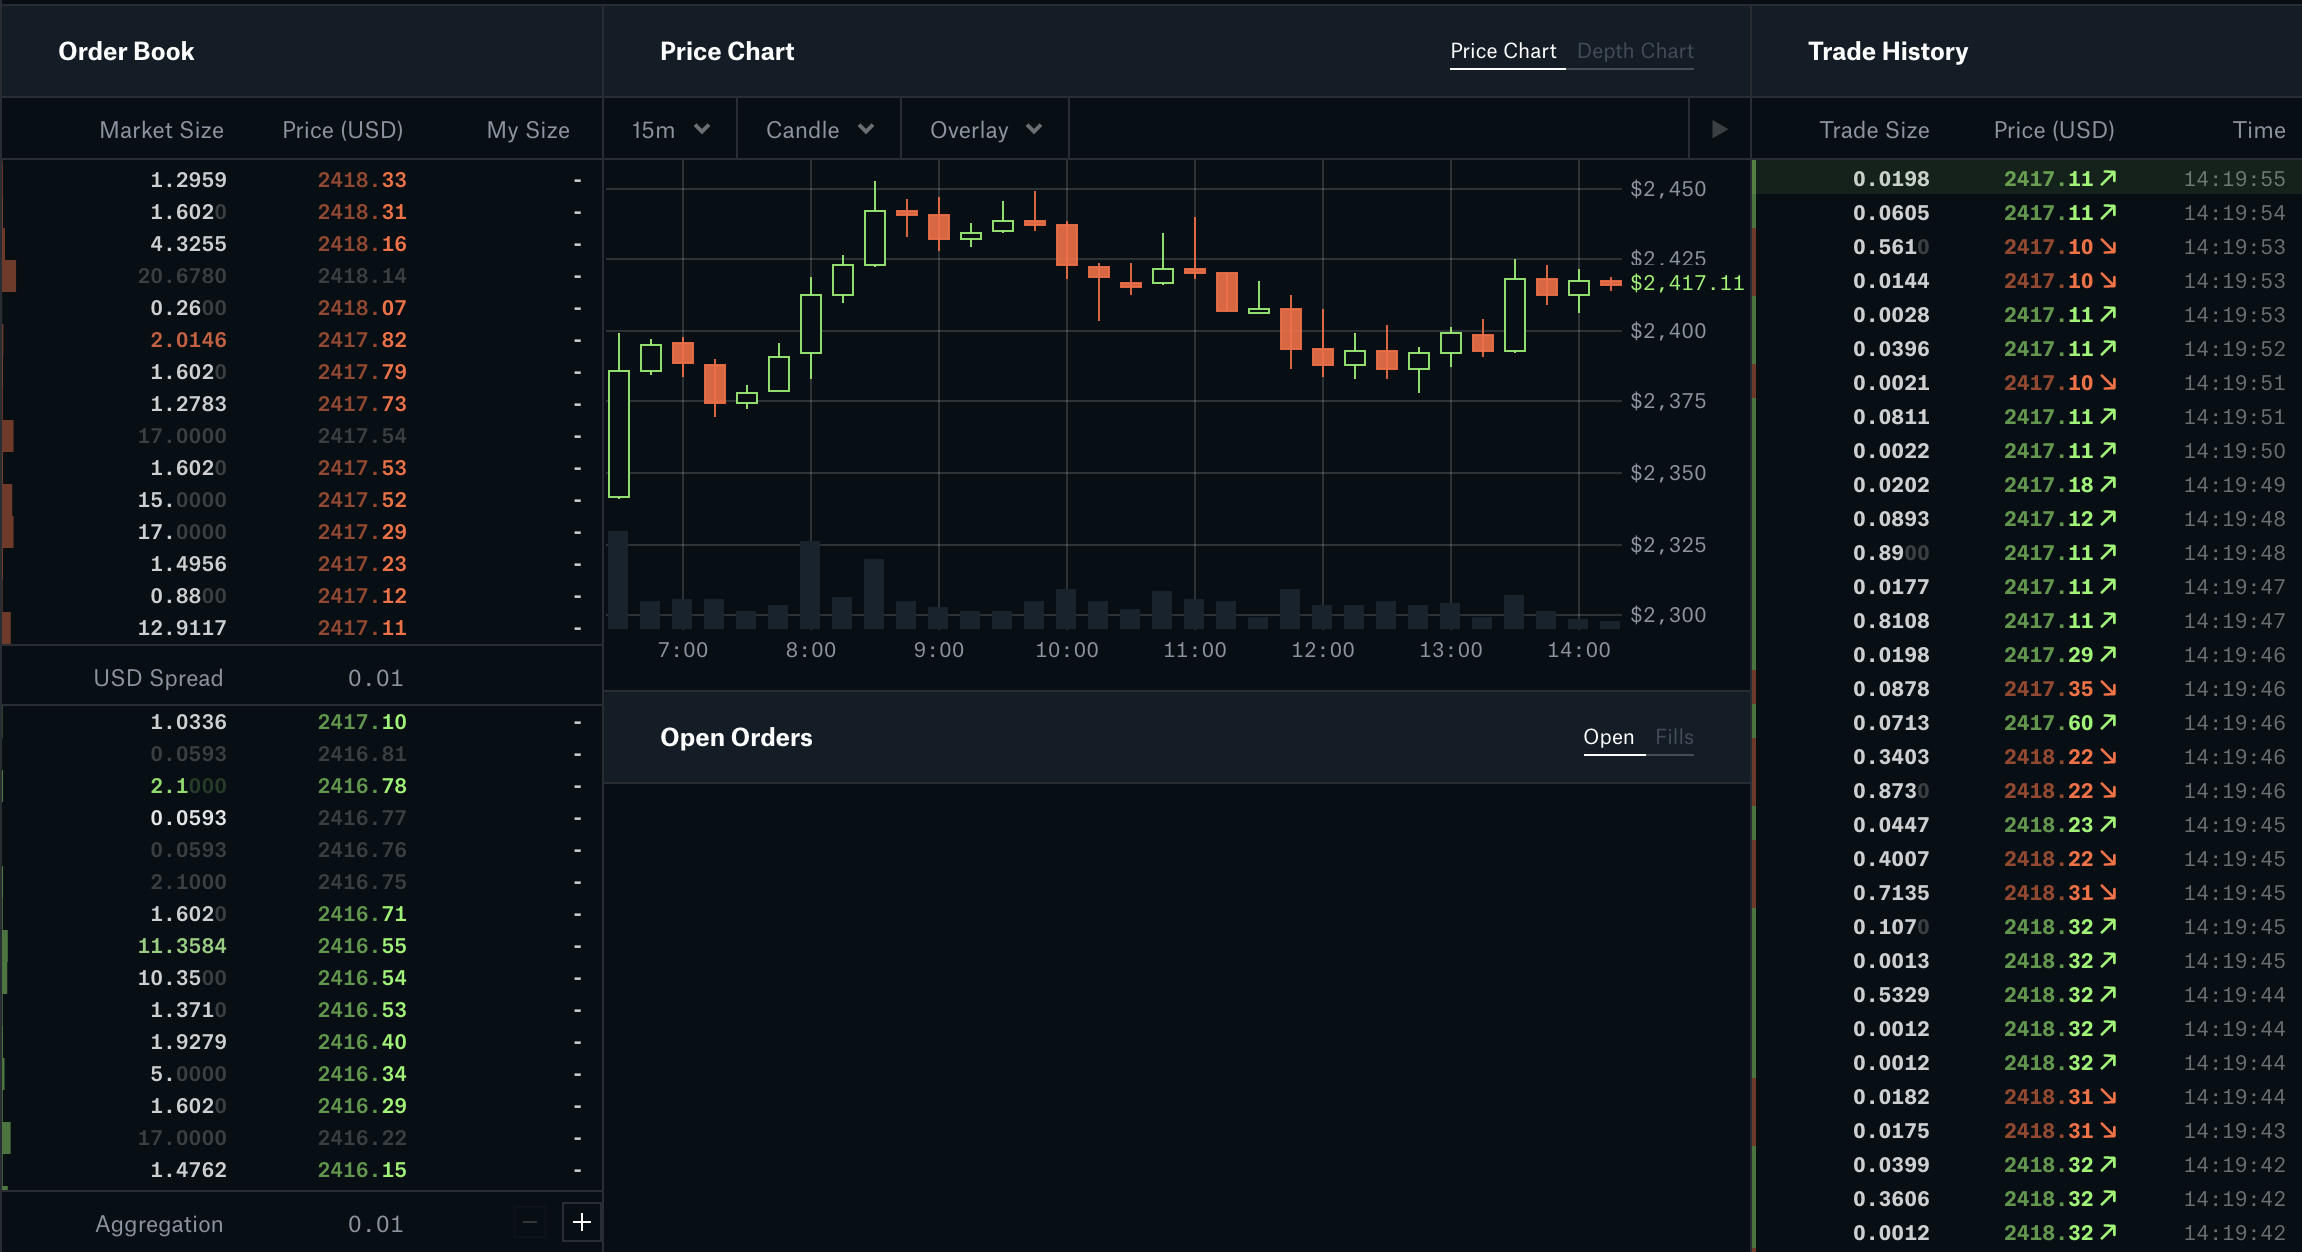 Order Book
Market Size Price (USD) My Size
1.2959 2418.33 -
1.6020 2418.31 -
4.3255 2418.16 -
20.6780 2418.14 -
0.2600 2418.07 -
2.0146 2417.82 -
1.6020 2417.79 -
1.2783 2417.73 -
17.0000 2417.54 -
1.6020 2417.53 -
15.0000 2417.52 -
17.0000 2417.29 -
1.4956 2417.23 -
0.8800 2417.12 -
12.9117 2417.11 -
USD Spread 0.01
1.0336 2417.10 -
0.0593 2416.81 -
2.1000 2416.78 -
0.0593 2416.77 -
0.0593 2416.76 -
2.1000 2416.75 -
1.6020 2416.71 -
11.3584 2416.55 -
10.3500 2416.54 -
1.3710 2416.53 -
1.9279 2416.40 -
5.0000 2416.34 -
1.6020 2416.29 -
17.0000 2416.22 -
1.4762 2416.15 -
Aggregation 0.01 − +
Price Chart
Price Chart Depth Chart
15m Candle Overlay
$2,450
$2,425
$2,417.11
$2,400
$2,375
$2,350
$2,325
$2,300
7:00 8:00 9:00 10:00 11:00 12:00 13:00 14:00
Open Orders
Open Fills
Trade History
Trade Size Price (USD) Time
0.0198 2417.11↗ 14:19:55
0.0605 2417.11↗ 14:19:54
0.5610 2417.10↘ 14:19:53
0.0144 2417.10↘ 14:19:53
0.0028 2417.11↗ 14:19:53
0.0396 2417.11↗ 14:19:52
0.0021 2417.10↘ 14:19:51
0.0811 2417.11↗ 14:19:51
0.0022 2417.11↗ 14:19:50
0.0202 2417.18↗ 14:19:49
0.0893 2417.12↗ 14:19:48
0.8900 2417.11↗ 14:19:48
0.0177 2417.11↗ 14:19:47
0.8108 2417.11↗ 14:19:47
0.0198 2417.29↗ 14:19:46
0.0878 2417.35↘ 14:19:46
0.0713 2417.60↗ 14:19:46
0.3403 2418.22↘ 14:19:46
0.8730 2418.22↘ 14:19:46
0.0447 2418.23↗ 14:19:45
0.4007 2418.22↘ 14:19:45
0.7135 2418.31↘ 14:19:45
0.1070 2418.32↗ 14:19:45
0.0013 2418.32↗ 14:19:45
0.5329 2418.32↗ 14:19:44
0.0012 2418.32↗ 14:19:44
0.0012 2418.32↗ 14:19:44
0.0182 2418.31↘ 14:19:44
0.0175 2418.31↘ 14:19:43
0.0399 2418.32↗ 14:19:42
0.3606 2418.32↗ 14:19:42
0.0012 2418.32↗ 14:19:42